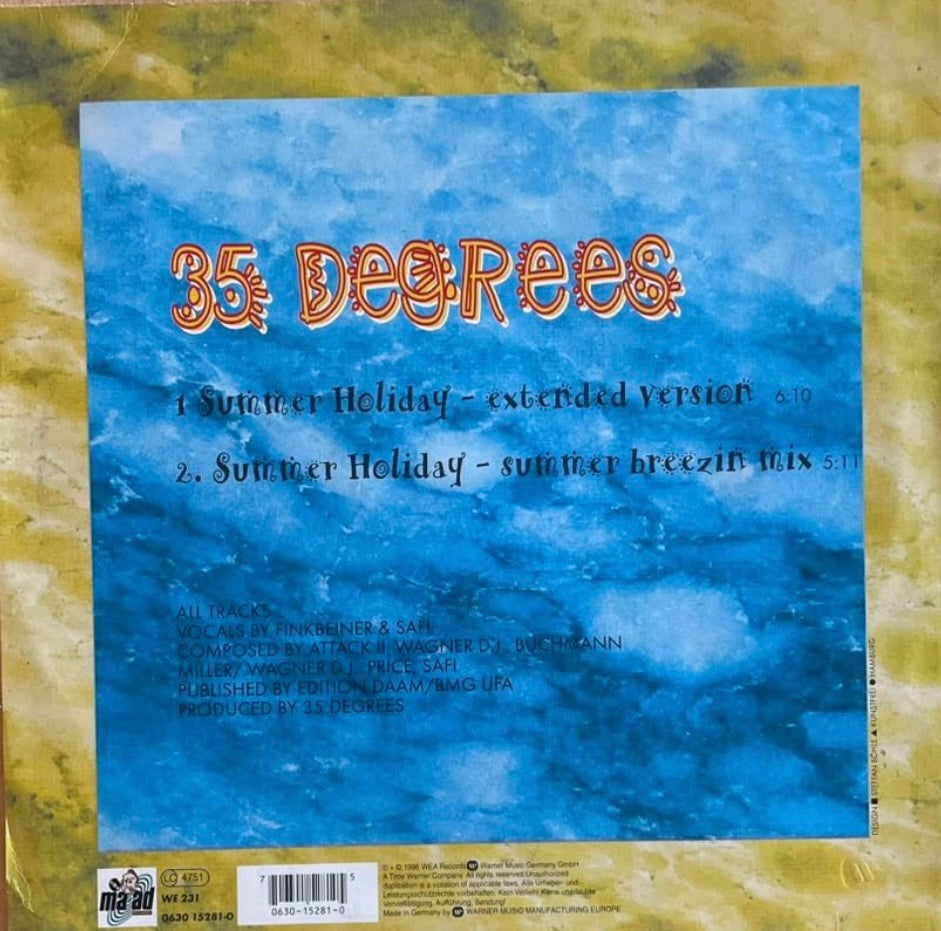 35 Degrees
1 Summer Holiday - extended version 6:10
2. Summer Holiday - summer breezin mix 5:11
ALL TRACKS
VOCALS BY FINKBEINER & SAFI
COMPOSED BY ATTACK II, WAGNER D.J., BUCHMANN
MILLER/ WAGNER D.J., PRICE, SAFI
PUBLISHED BY EDITION DAAM/BMG UFA
PRODUCED BY 35 DEGREES
DESIGN ■ STEFFAN BÖHLE ▲ KUNSTFREI ● HAMBURG
ma ad
LC 4751
WE 231
0630 15281-0
7 5
0630-15281-0
℗ + © 1996 WEA Records Warner Music Germany GmbH
A Time Warner Company. All rights reserved. Unauthorized
duplication is a violation of applicable laws. Alle Urheber- und
Leistungsschutzrechte vorbehalten. Kein Verleih! Keine unerlaubte
Vervielfältigung, Aufführung, Sendung!
Made in Germany by WARNER MUSIC MANUFACTURING EUROPE